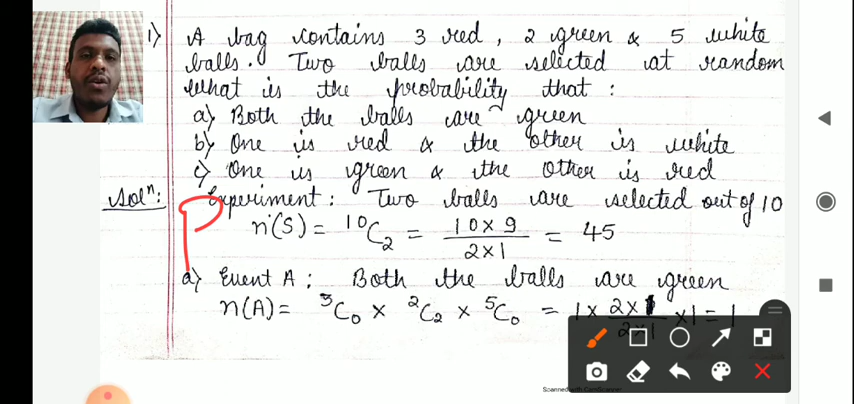 1) A bag contains 3 red, 2 green & 5 white
balls. Two balls are selected at random
What is the probability that :
a) Both the balls are green
b) One is red & the other is white
c) One is green & the other is red
Solⁿ: Experiment: Two balls are selected out of 10
n(S) = ¹⁰C₂ = 10 x 9 / 2 x 1 = 45
a) Event A : Both the balls are green
n(A) = ³C₀ x ²C₂ x ⁵C₀ = 1 x 2 x 1 / 2 x 1 x 1 = 1
Scanned with CamScanner